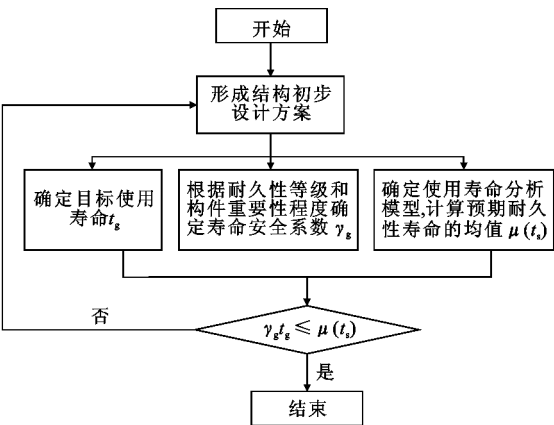 开始
形成结构初步
设计方案
确定目标使用
寿命tg
根据耐久性等级和
构件重要性程度确
定寿命安全系数 γg
确定使用寿命分析
模型,计算预期耐久
性寿命的均值 μ(ts)
否
γgtg ≤ μ(ts)
是
结束